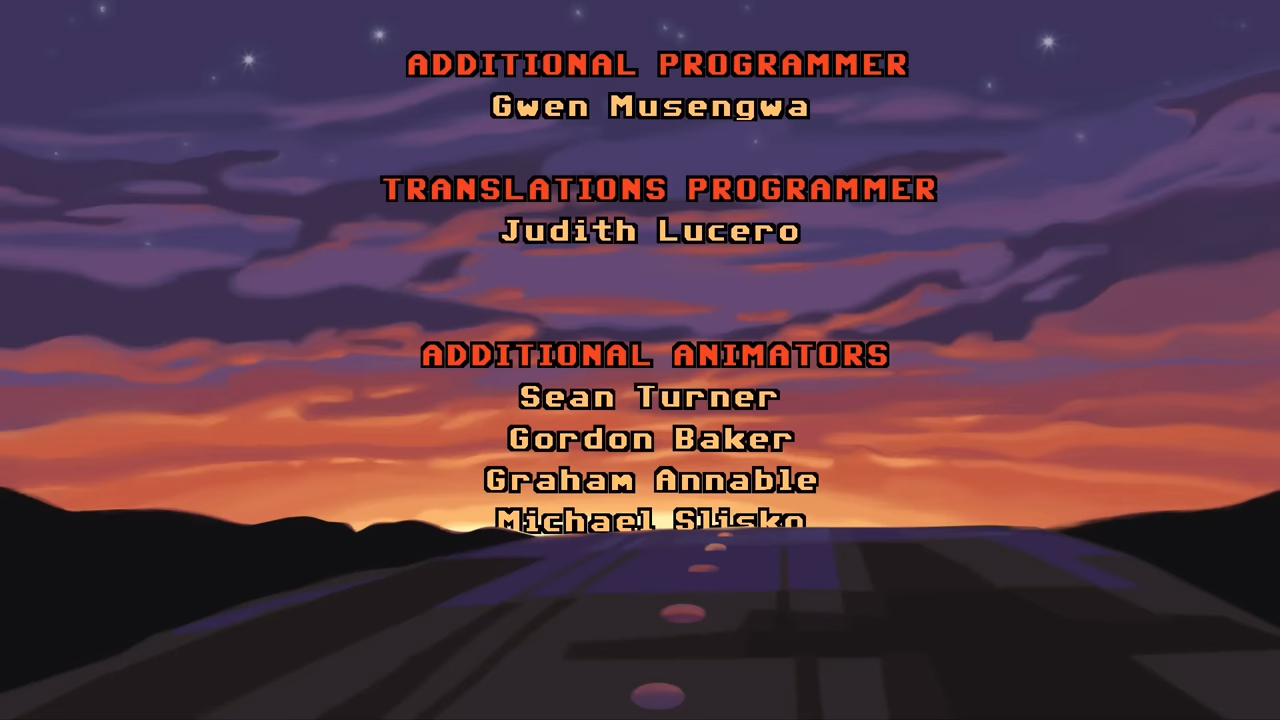 ADDITIONAL PROGRAMMER
Gwen Musengwa
TRANSLATIONS PROGRAMMER
Judith Lucero
ADDITIONAL ANIMATORS
Sean Turner
Gordon Baker
Graham Annable
Michael Slisko